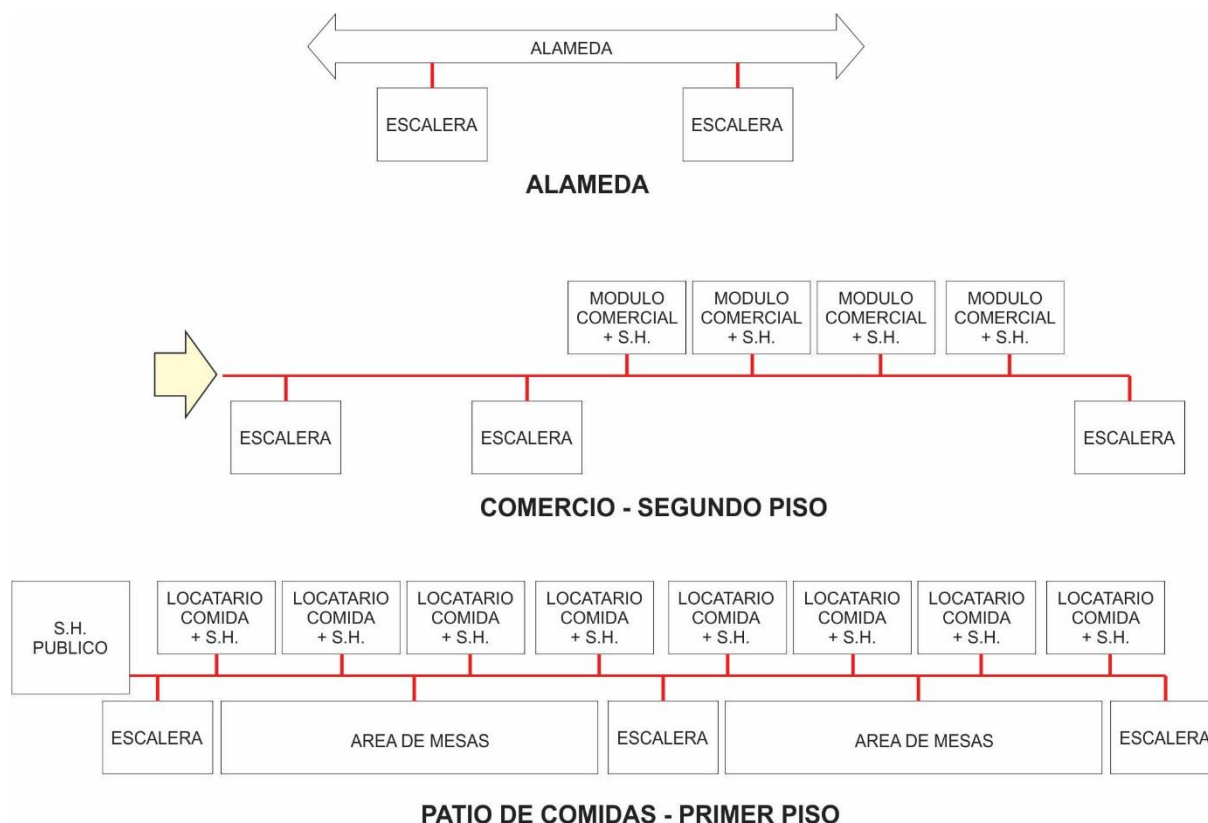 ALAMEDA
ESCALERA
ESCALERA
ALAMEDA
MODULO
COMERCIAL
+ S.H.
MODULO
COMERCIAL
+ S.H.
MODULO
COMERCIAL
+ S.H.
MODULO
COMERCIAL
+ S.H.
ESCALERA
ESCALERA
ESCALERA
COMERCIO - SEGUNDO PISO
S.H.
PUBLICO
LOCATARIO
COMIDA
+ S.H.
LOCATARIO
COMIDA
+ S.H.
LOCATARIO
COMIDA
+ S.H.
LOCATARIO
COMIDA
+ S.H.
LOCATARIO
COMIDA
+ S.H.
LOCATARIO
COMIDA
+ S.H.
LOCATARIO
COMIDA
+ S.H.
LOCATARIO
COMIDA
+ S.H.
ESCALERA
AREA DE MESAS
ESCALERA
AREA DE MESAS
ESCALERA
PATIO DE COMIDAS - PRIMER PISO